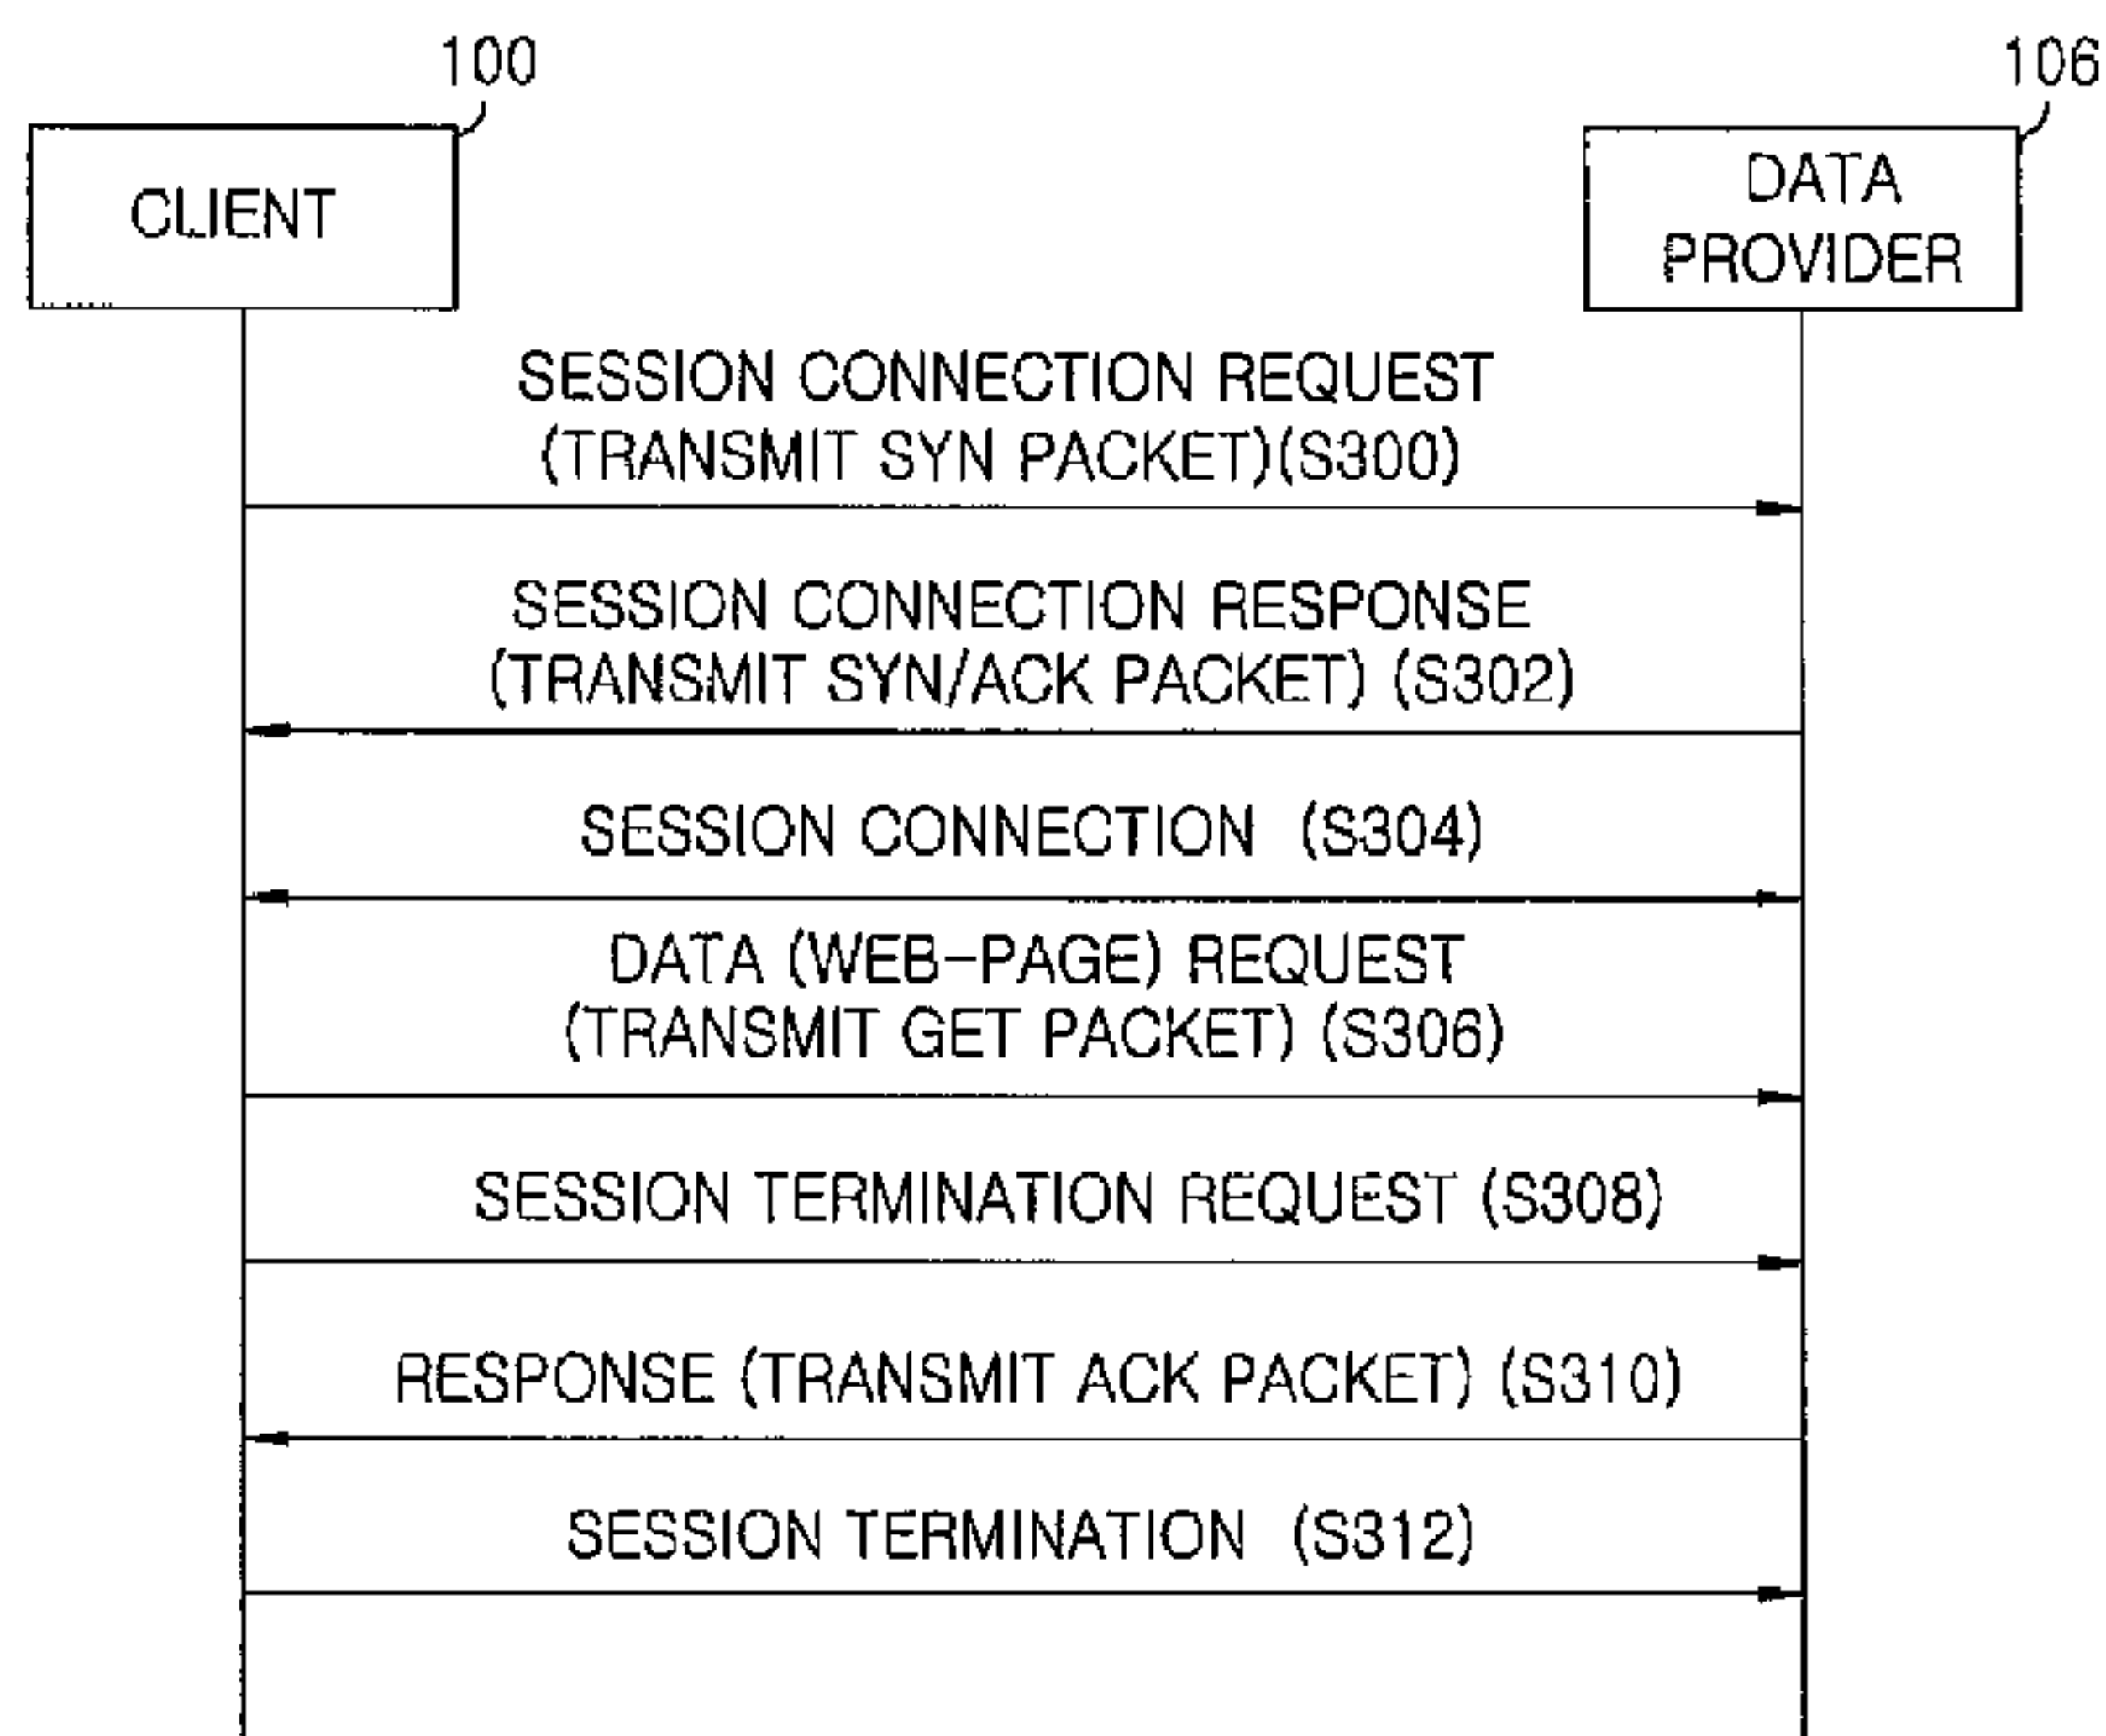 100
106
CLIENT
DATA
PROVIDER
SESSION CONNECTION REQUEST
(TRANSMIT SYN PACKET)(S300)
SESSION CONNECTION RESPONSE
(TRANSMIT SYN/ACK PACKET) (S302)
SESSION CONNECTION (S304)
DATA (WEB-PAGE) REQUEST
(TRANSMIT GET PACKET) (S306)
SESSION TERMINATION REQUEST (S308)
RESPONSE (TRANSMIT ACK PACKET) (S310)
SESSION TERMINATION (S312)